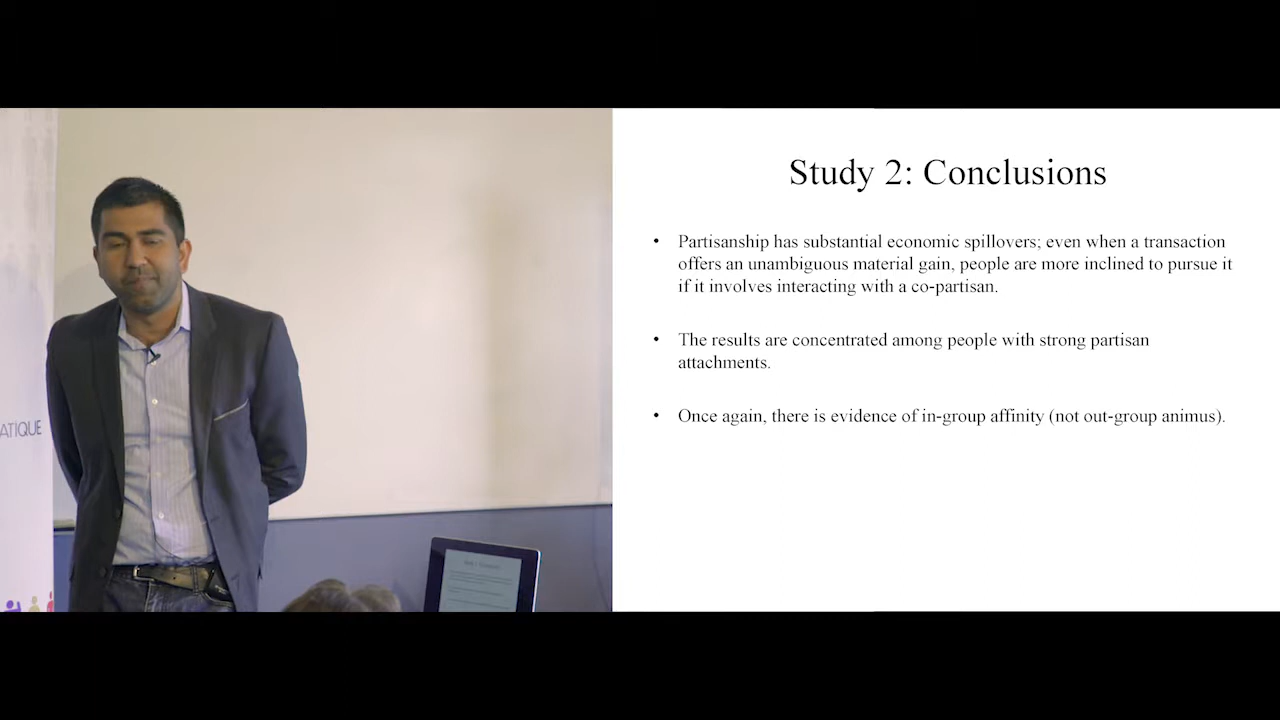 Study 2: Conclusions
• Partisanship has substantial economic spillovers; even when a transaction
offers an unambiguous material gain, people are more inclined to pursue it
if it involves interacting with a co-partisan.
• The results are concentrated among people with strong partisan
attachments.
• Once again, there is evidence of in-group affinity (not out-group animus).
ATIQUE